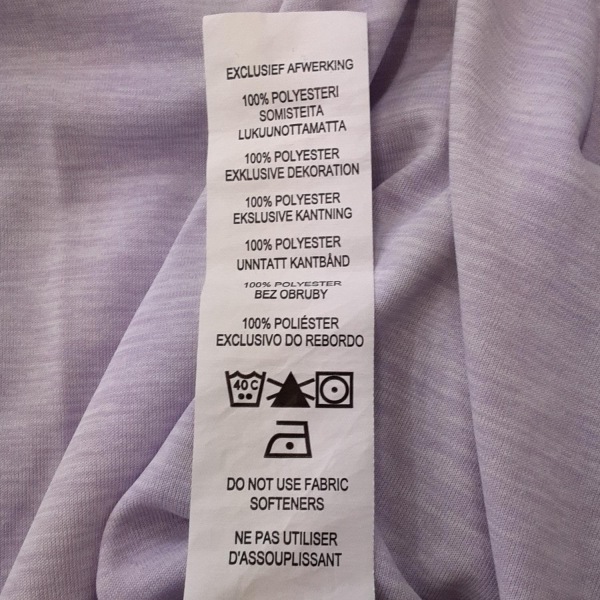 EXCLUSIEF AFWERKING
100% POLYESTERI
SOMISTEITA
LUKUUNOTTAMATTA
100% POLYESTER
EXKLUSIVE DEKORATION
100% POLYESTER
EKSLUSIVE KANTNING
100% POLYESTER
UNNTATT KANTBÅND
100% POLYESTER
BEZ OBRUBY
100% POLIÉSTER
EXCLUSIVO DO REBORDO
40 C
DO NOT USE FABRIC
SOFTENERS
NE PAS UTILISER
D'ASSOUPLISSANT